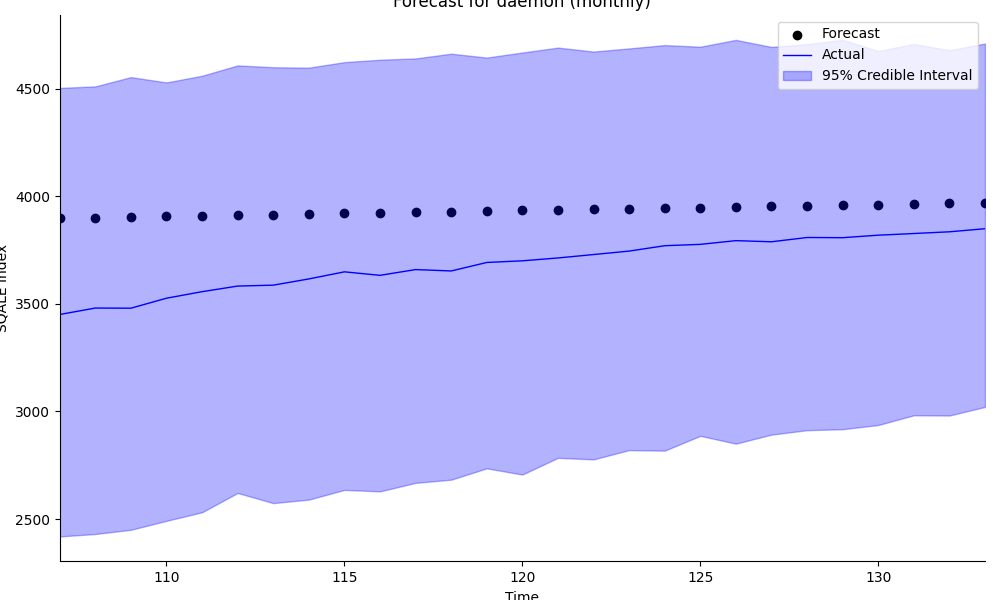 Forecast for daemon (monthly)
Forecast
Actual
95% Credible Interval
4500
4000
3500
3000
2500
SQALE Index
110
115
120
125
130
Time